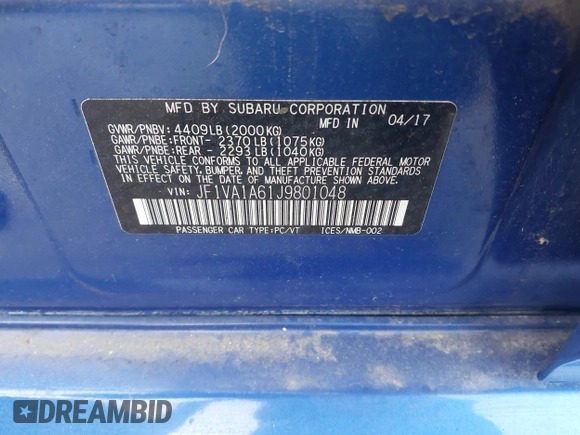 MFD BY SUBARU CORPORATION
MFD IN 04/17
GVWR/PNBV: 4409LB(2000KG)
GAWR/PNBE:FRONT- 2370LB(1075KG)
GAWR/PNBE:REAR - 2293LB(1040KG)
THIS VEHICLE CONFORMS TO ALL APPLICABLE FEDERAL MOTOR
VEHICLE SAFETY, BUMPER, AND THEFT PREVENTION STANDARDS
IN EFFECT ON THE DATE OF MANUFACTURE SHOWN ABOVE.
VIN: JF1VA1A61J9801048
PASSENGER CAR TYPE:PC/VT ICES/NMB-002
DREAMBID